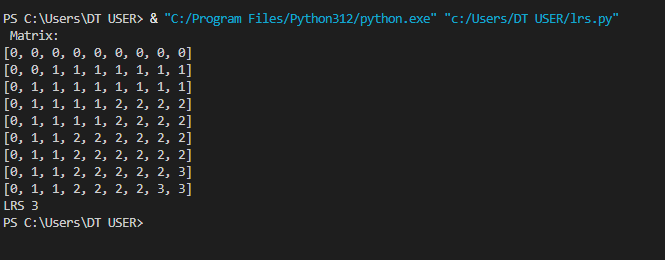 PS C:\Users\DT USER> & "C:/Program Files/Python312/python.exe" "c:/Users/DT USER/lrs.py"
Matrix:
[0, 0, 0, 0, 0, 0, 0, 0, 0]
[0, 0, 1, 1, 1, 1, 1, 1, 1]
[0, 1, 1, 1, 1, 1, 1, 1, 1]
[0, 1, 1, 1, 1, 2, 2, 2, 2]
[0, 1, 1, 1, 1, 2, 2, 2, 2]
[0, 1, 1, 2, 2, 2, 2, 2, 2]
[0, 1, 1, 2, 2, 2, 2, 2, 2]
[0, 1, 1, 2, 2, 2, 2, 2, 3]
[0, 1, 1, 2, 2, 2, 2, 3, 3]
LRS 3
PS C:\Users\DT USER>